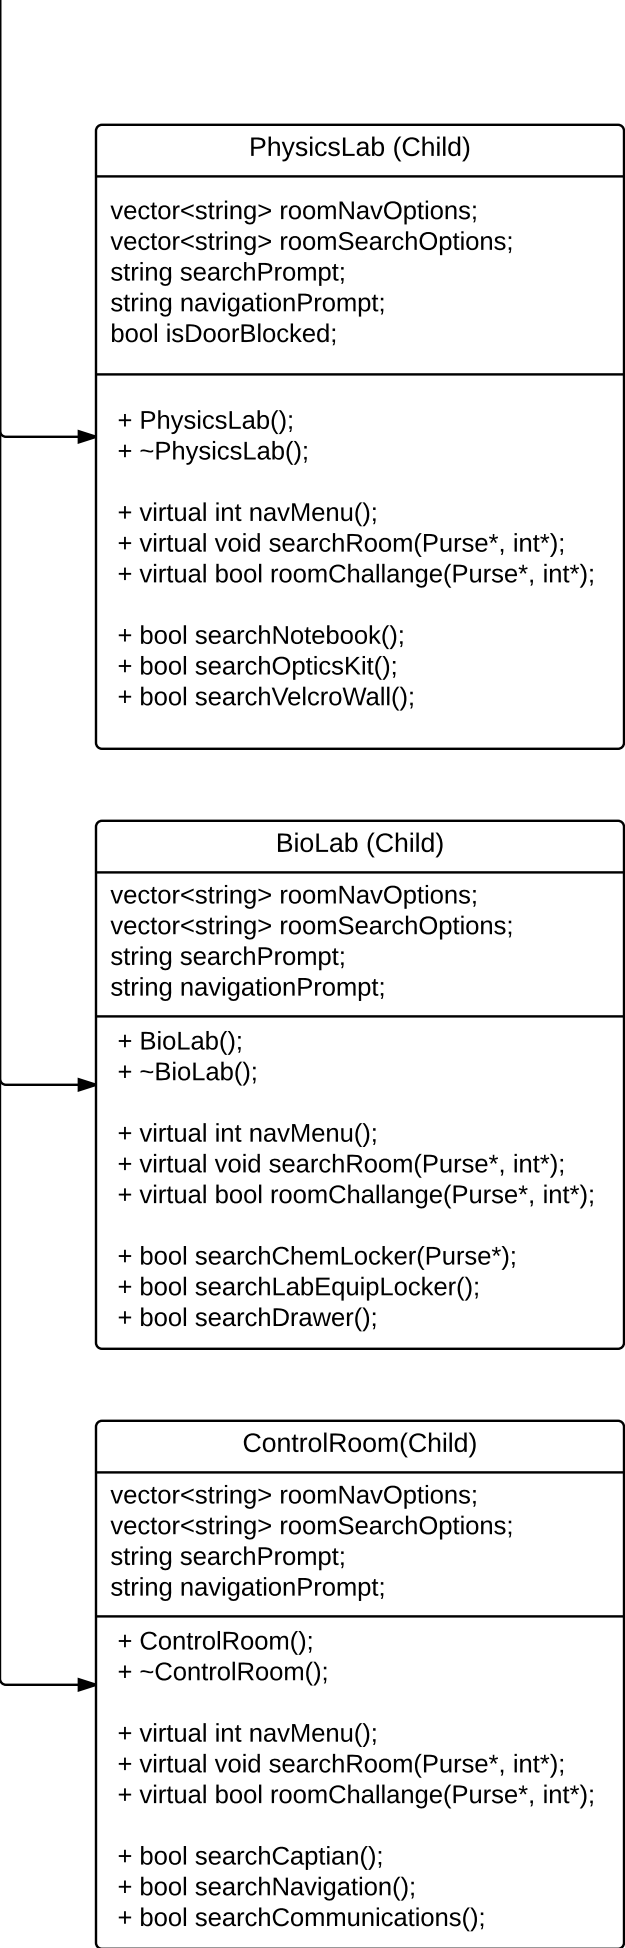 PhysicsLab (Child)
vector<string> roomNavOptions;
vector<string> roomSearchOptions;
string searchPrompt;
string navigationPrompt;
bool isDoorBlocked;
+ PhysicsLab();
+ ~PhysicsLab();
+ virtual int navMenu();
+ virtual void searchRoom(Purse*, int*);
+ virtual bool roomChallange(Purse*, int*);
+ bool searchNotebook();
+ bool searchOpticsKit();
+ bool searchVelcroWall();
BioLab (Child)
vector<string> roomNavOptions;
vector<string> roomSearchOptions;
string searchPrompt;
string navigationPrompt;
+ BioLab();
+ ~BioLab();
+ virtual int navMenu();
+ virtual void searchRoom(Purse*, int*);
+ virtual bool roomChallange(Purse*, int*);
+ bool searchChemLocker(Purse*);
+ bool searchLabEquipLocker();
+ bool searchDrawer();
ControlRoom(Child)
vector<string> roomNavOptions;
vector<string> roomSearchOptions;
string searchPrompt;
string navigationPrompt;
+ ControlRoom();
+ ~ControlRoom();
+ virtual int navMenu();
+ virtual void searchRoom(Purse*, int*);
+ virtual bool roomChallange(Purse*, int*);
+ bool searchCaptian();
+ bool searchNavigation();
+ bool searchCommunications();